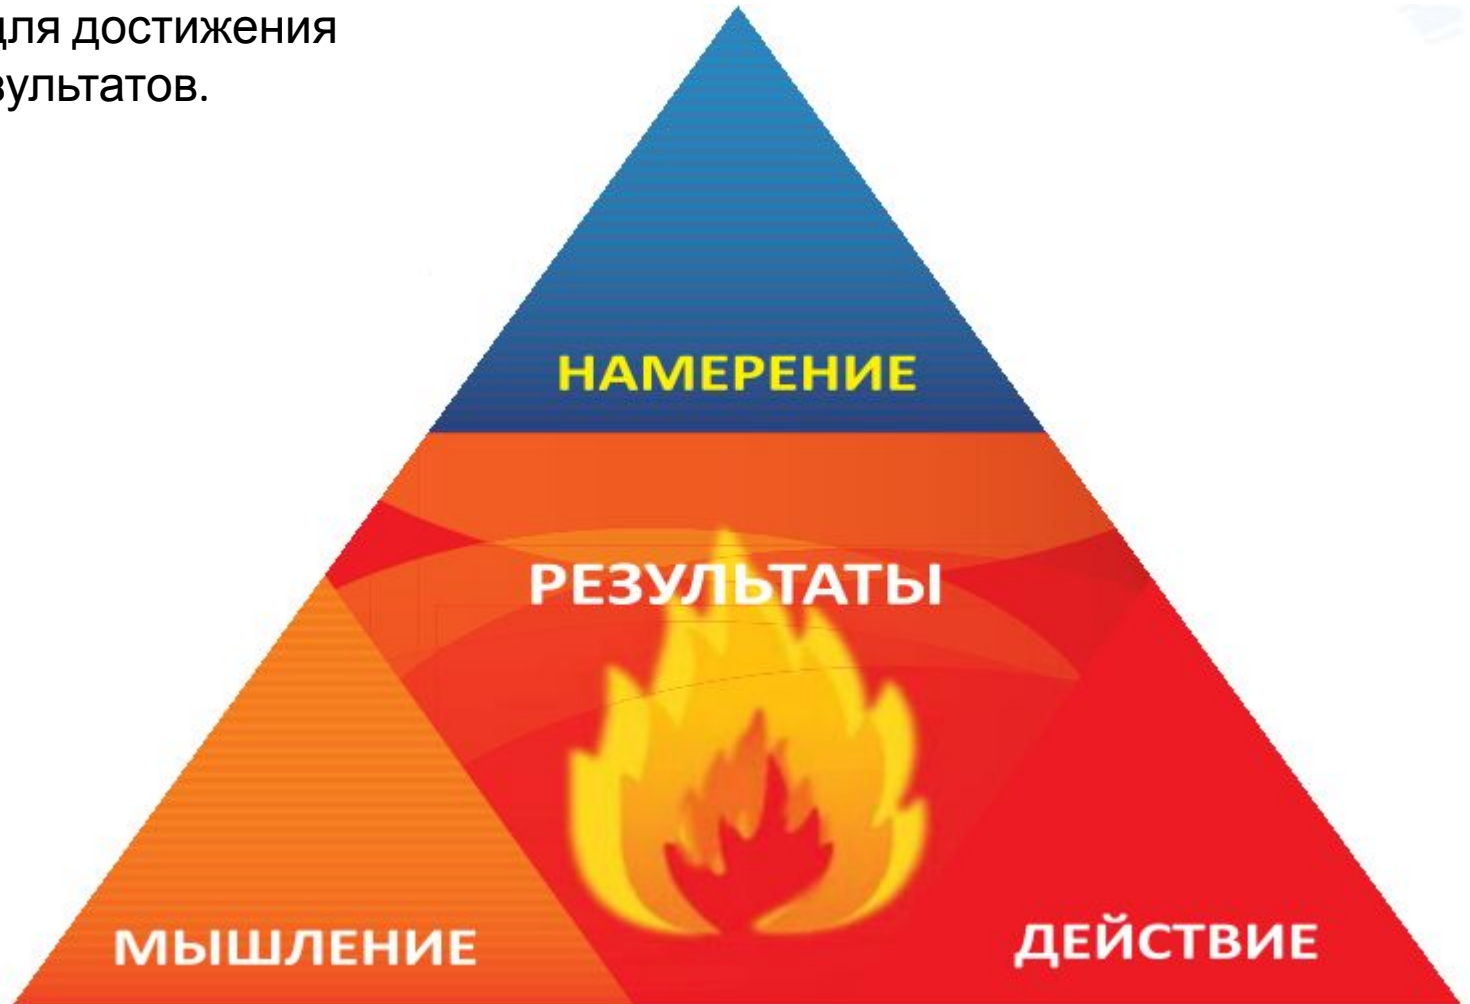 для достижения
зультатов.
НАМЕРЕНИЕ
РЕЗУЛЬТАТЫ
МЫШЛЕНИЕ
ДЕЙСТВИЕ